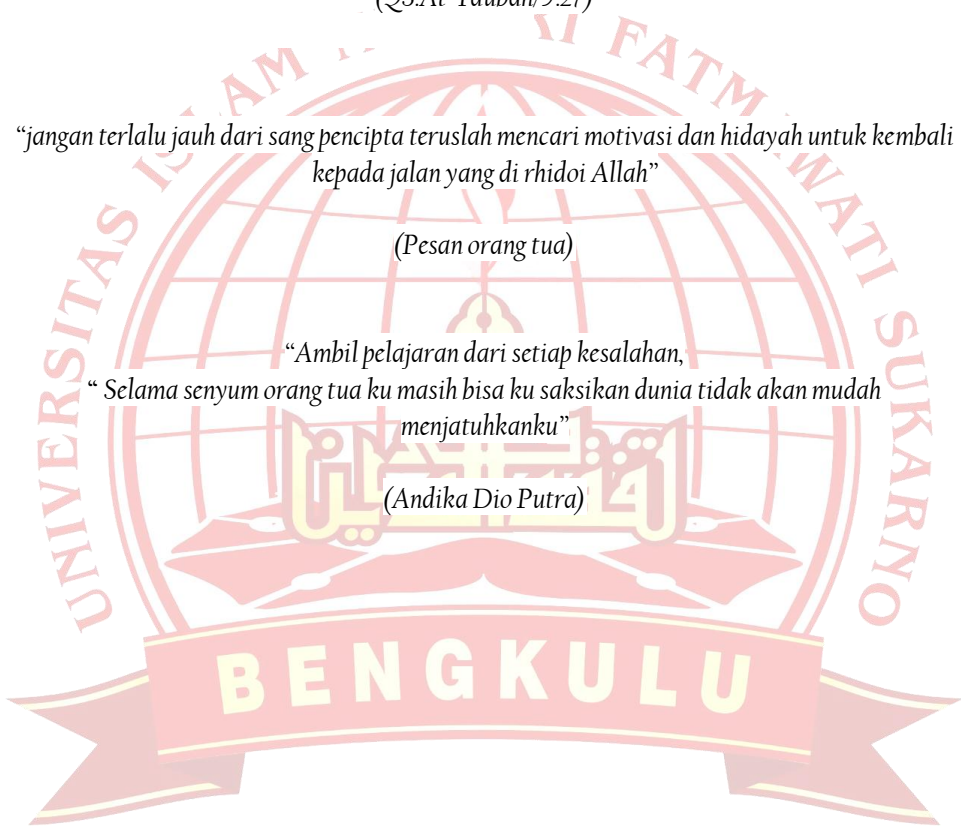 (QS.At-Taubah/9:27)
“jangan terlalu jauh dari sang pencipta teruslah mencari motivasi dan hidayah untuk kembali
kepada jalan yang di rhidoi Allah”
(Pesan orang tua)
“Ambil pelajaran dari setiap kesalahan,
“ Selama senyum orang tua ku masih bisa ku saksikan dunia tidak akan mudah
menjatuhkanku”
(Andika Dio Putra)
UNIVERSITAS ISLAM FATMAWATI SUKARNO
BENGKULU